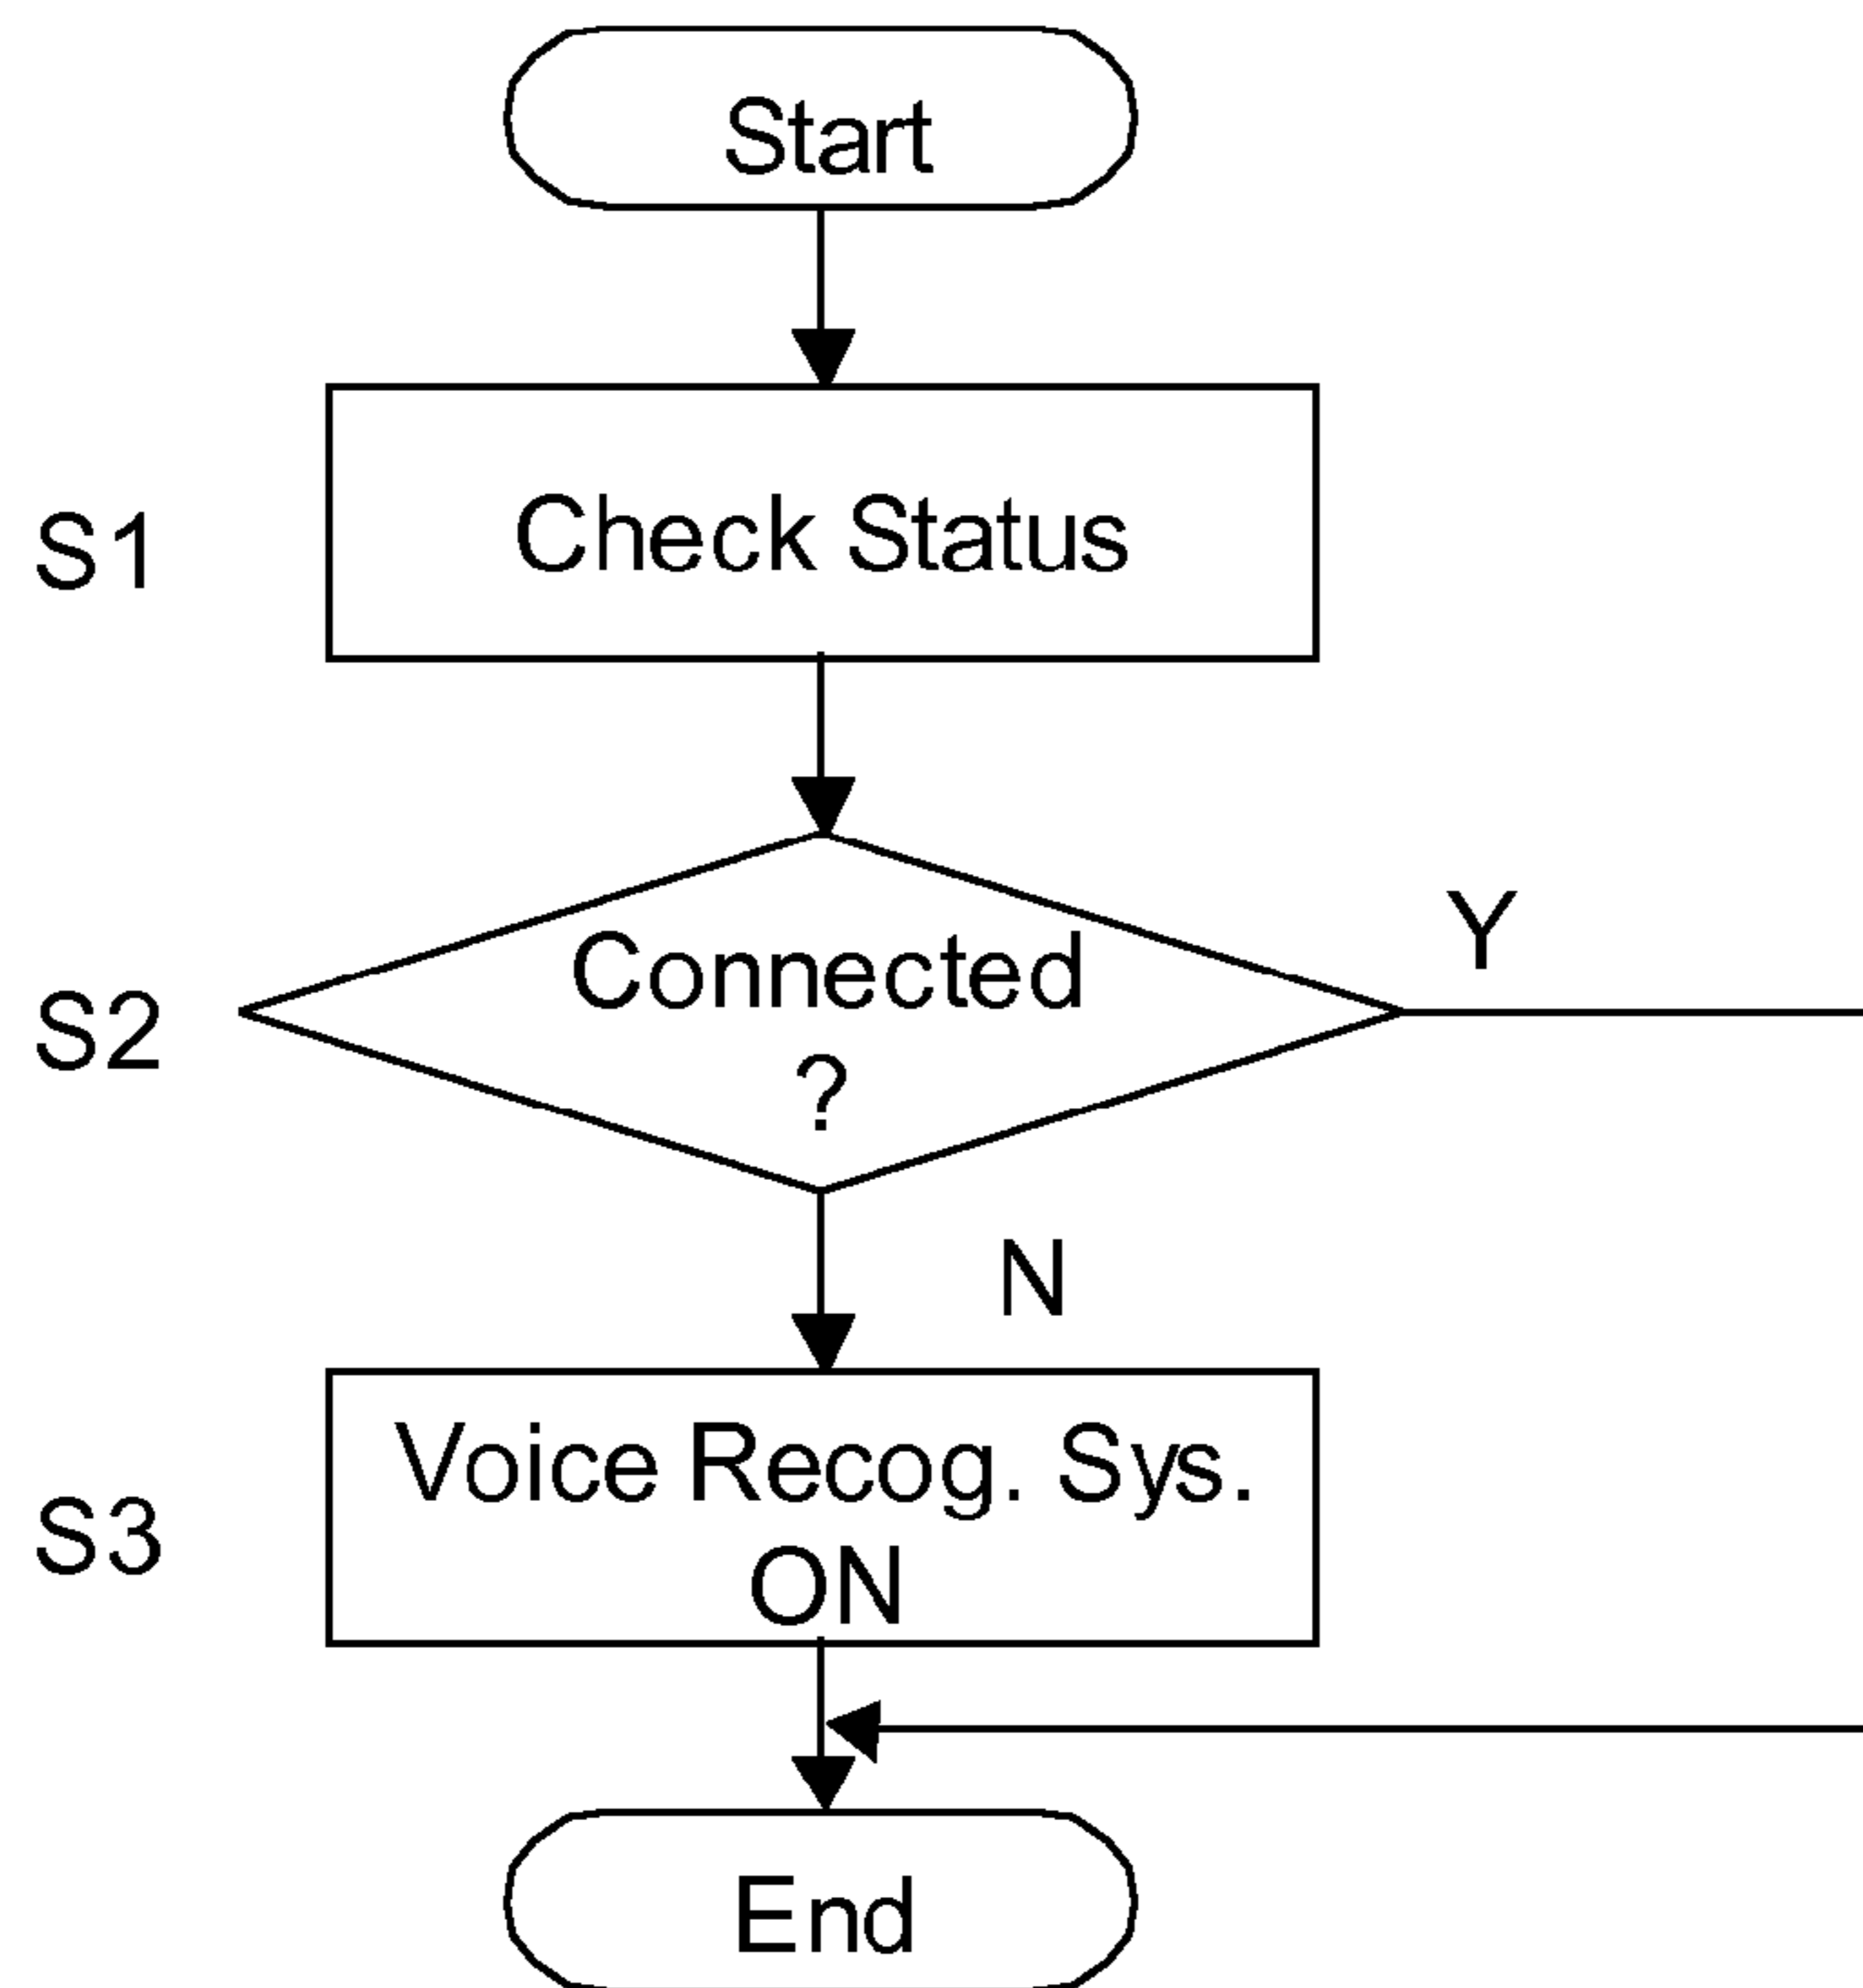 Start
S1
Check Status
S2
Connected
?
Y
N
S3
Voice Recog. Sys.
ON
End